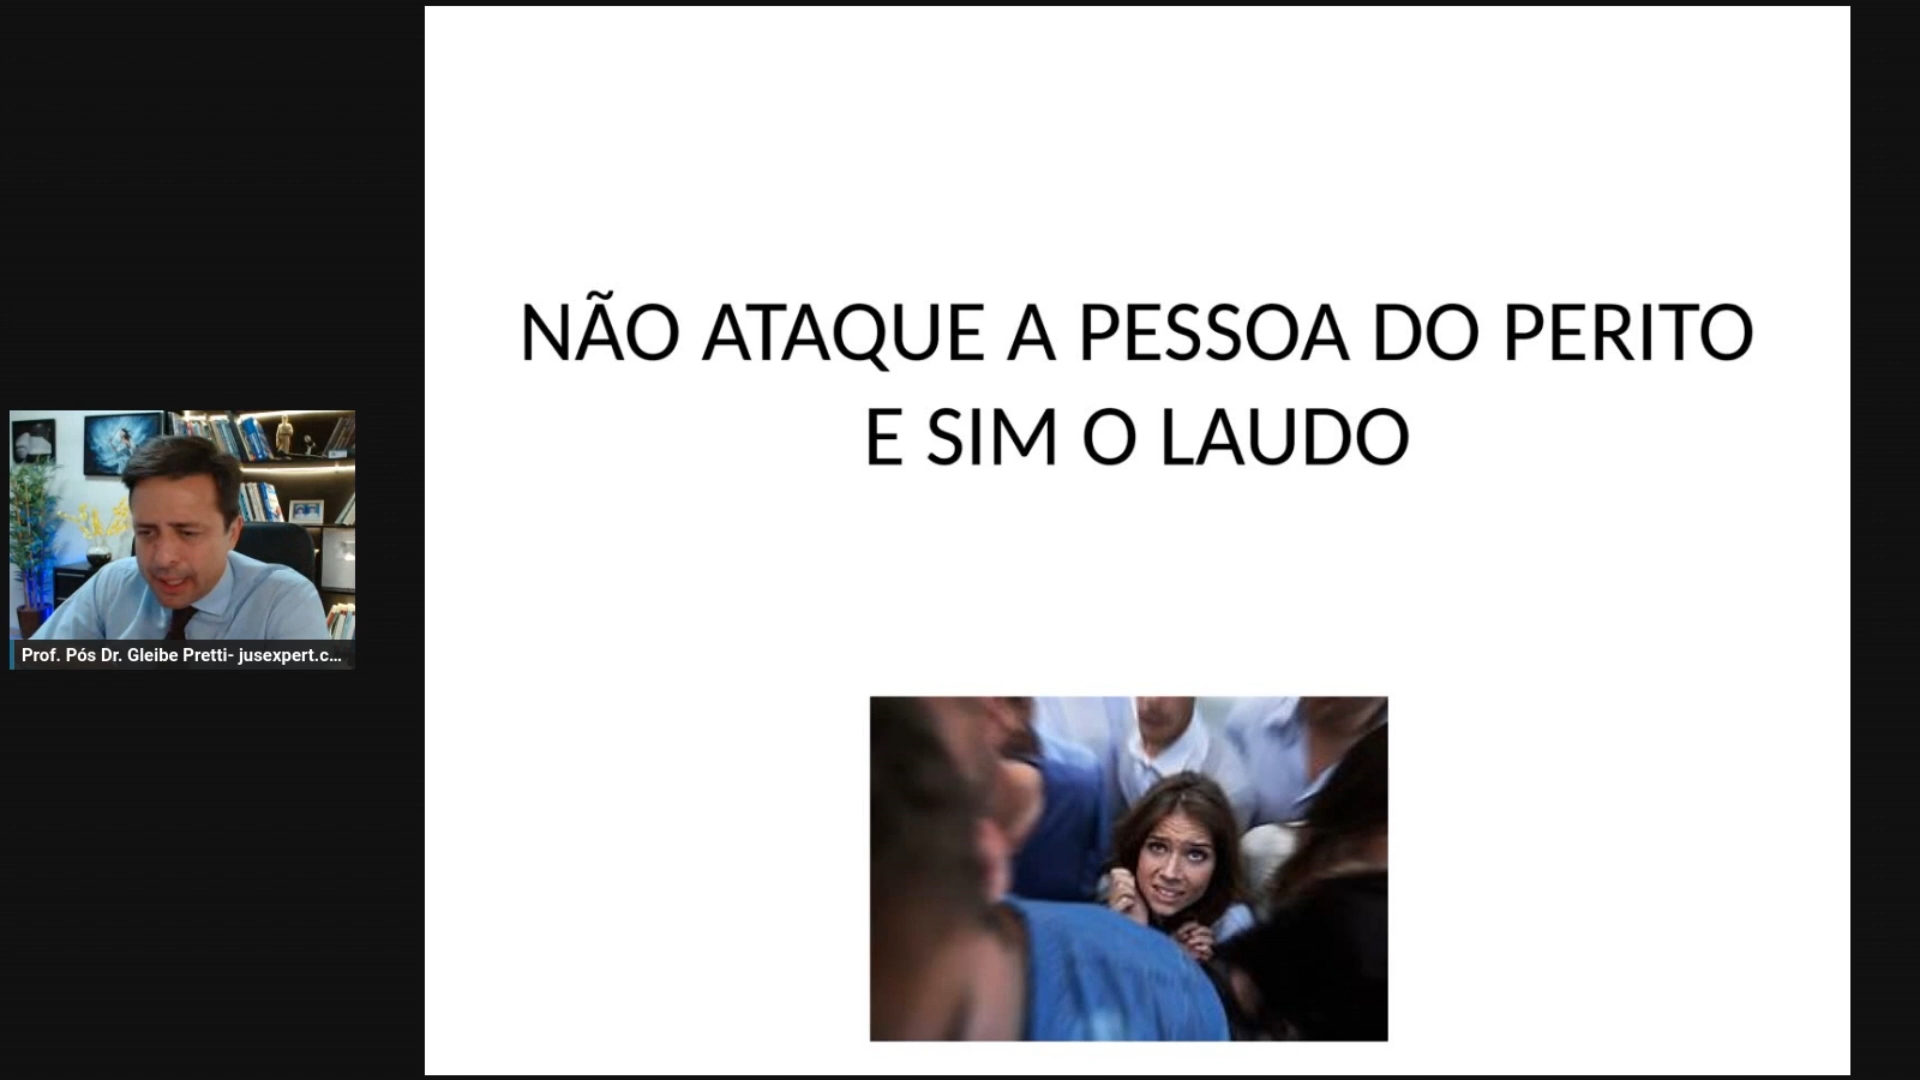 NÃO ATAQUE A PESSOA DO PERITO
E SIM O LAUDO
Prof. Pós Dr. Gleibe Pretti- jusexpert.c...